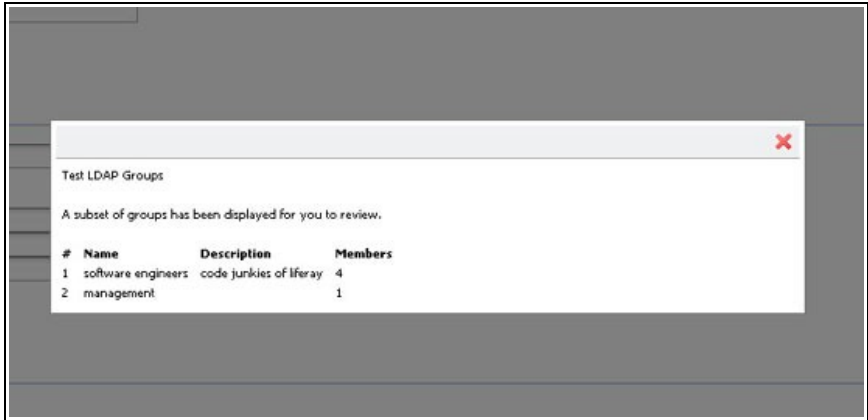 Test LDAP Groups
A subset of groups has been displayed for you to review.
# Name Description Members
1 software engineers code junkies of liferay 4
2 management 1